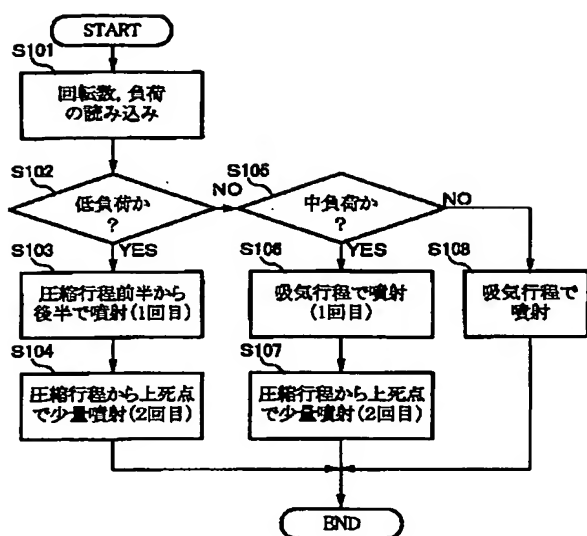 START
S101
回転数,負荷
の読み込み
S102
低負荷か
?
NO
YES
S105
中負荷か
?
NO
YES
S103
圧縮行程前半から
後半で噴射(1回目)
S106
吸気行程で噴射
(1回目)
S108
吸気行程で
噴射
S104
圧縮行程から上死点
で少量噴射(2回目)
S107
圧縮行程から上死点
で少量噴射(2回目)
END